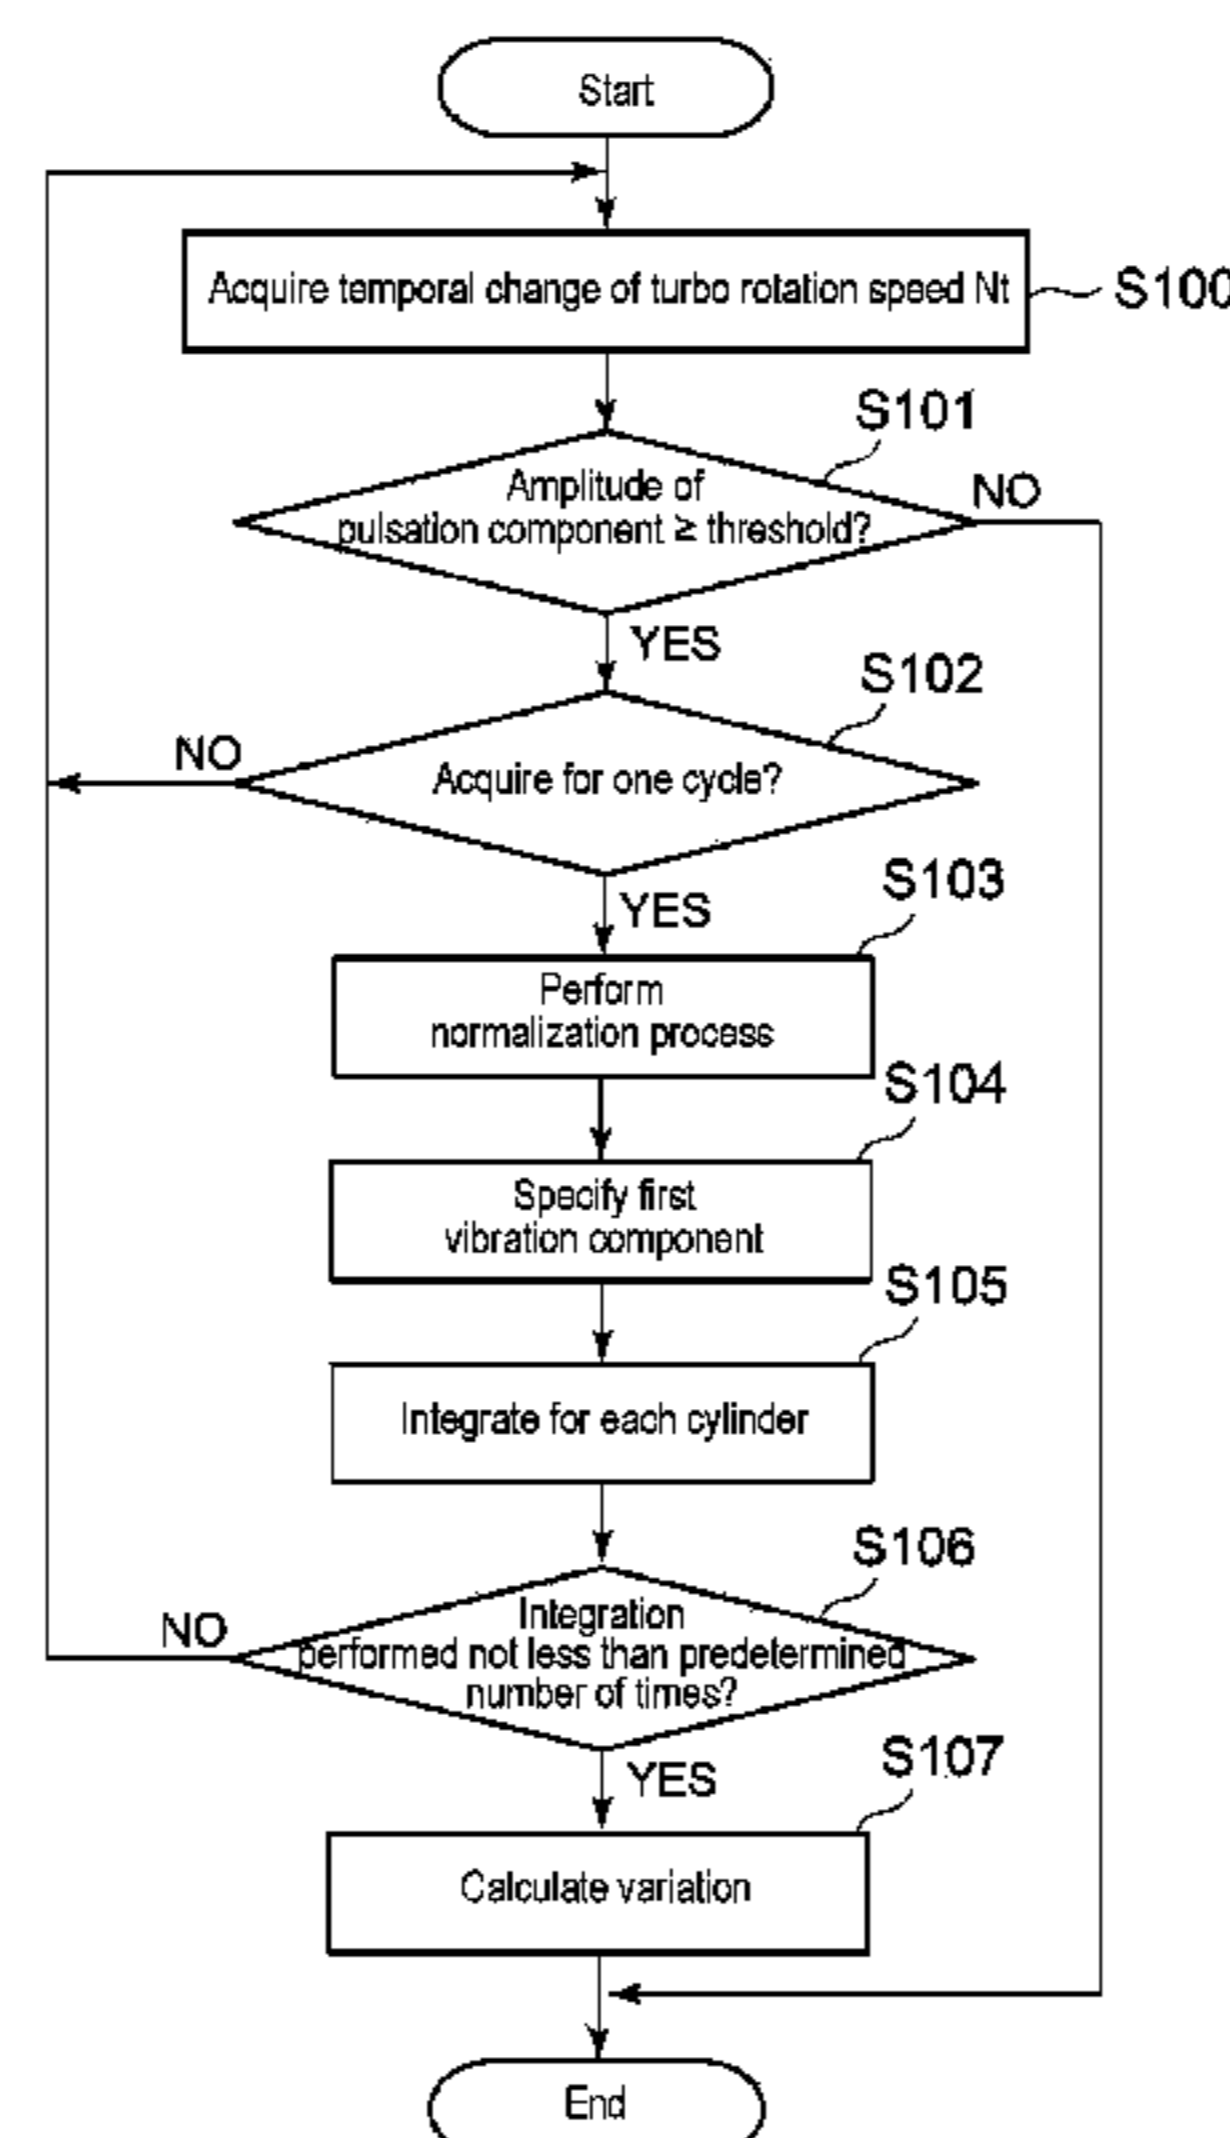 Start
Acquire temporal change of turbo rotation speed Nt
S100
S101
Amplitude of
pulsation component ≥ threshold?
NO
YES
S102
NO
Acquire for one cycle?
YES
S103
Perform
normalization process
S104
Specify first
vibration component
S105
Integrate for each cylinder
S106
NO
Integration
performed not less than predetermined
number of times?
YES
S107
Calculate variation
End